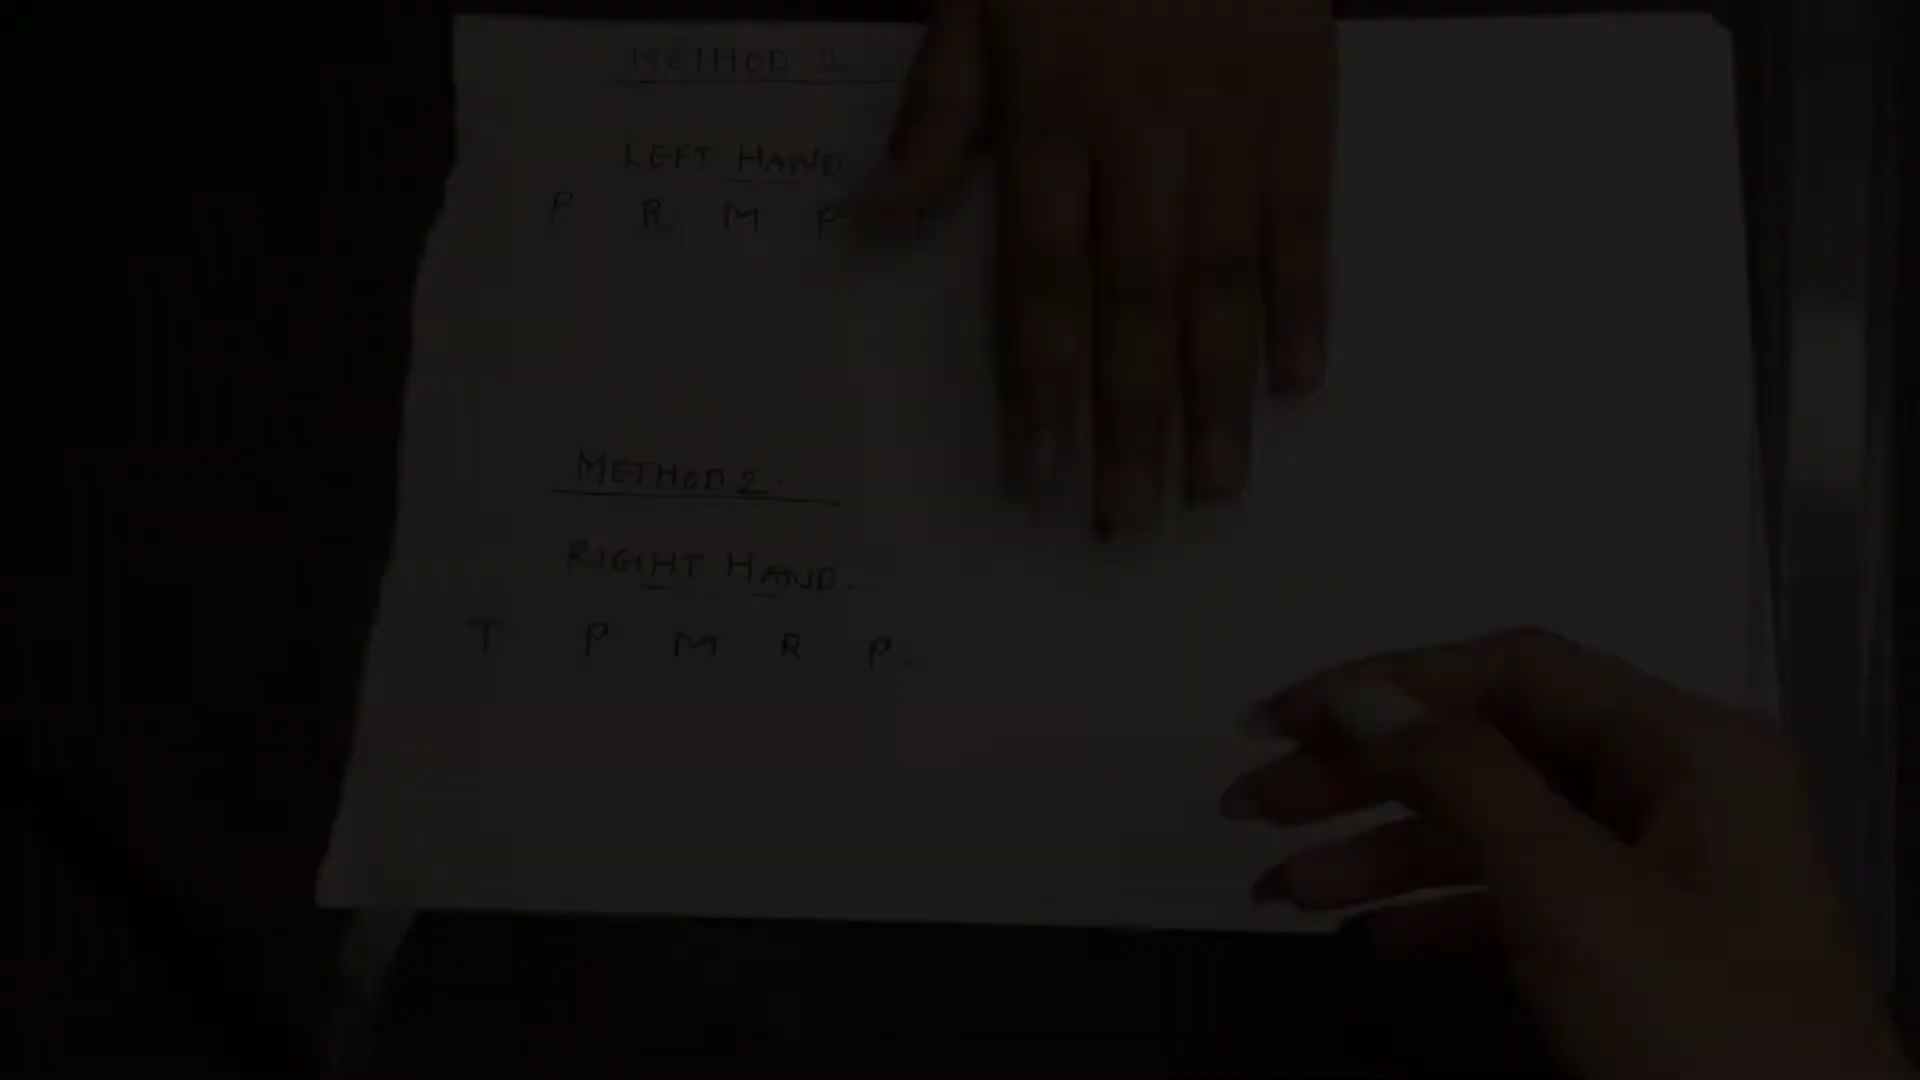 METHOD 1.
LEFT HAND
P R M P T
METHOD 2.
RIGHT HAND.
T P M R P.